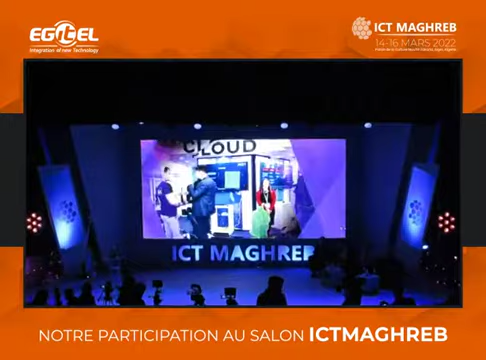 EGTEL
Integration of new Technology
ICT MAGHREB
14-16 MARS 2022
CLOUD
ICT MAGHREB
NOTRE PARTICIPATION AU SALON ICTMAGHREB